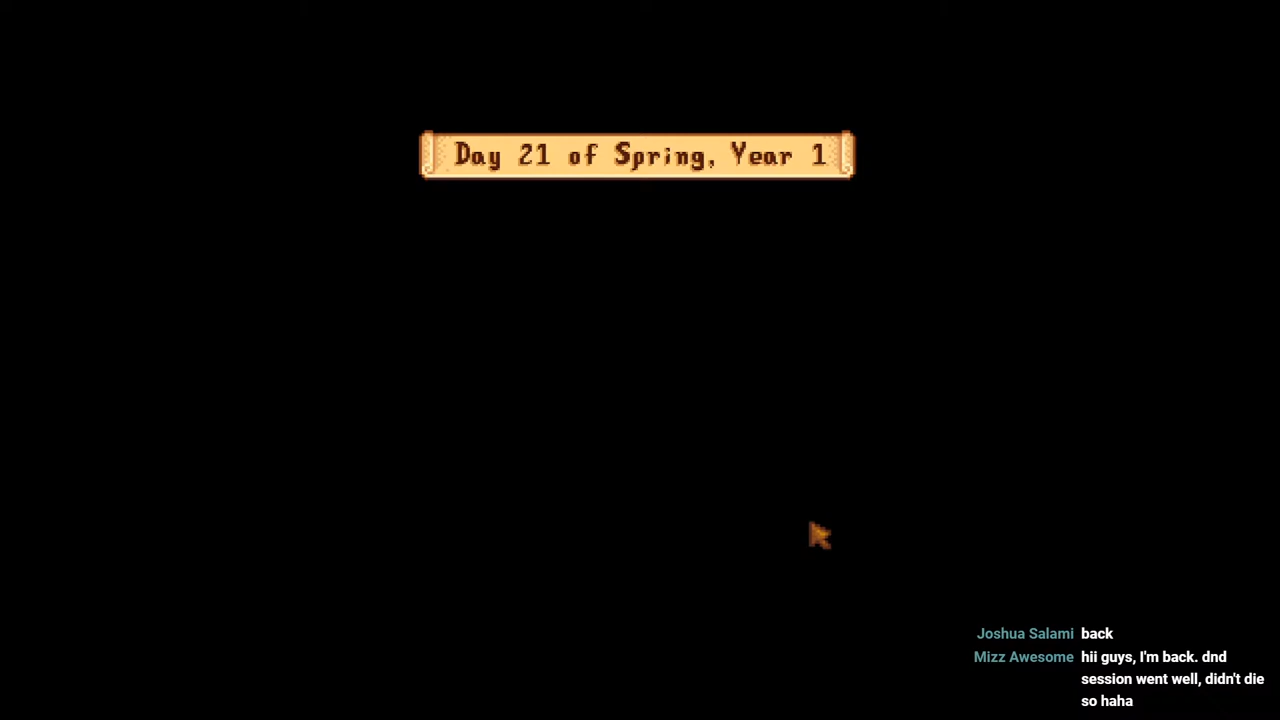 Day 21 of Spring, Year 1
Joshua Salami back
Mizz Awesome hii guys, I'm back. dnd
session went well, didn't die
so haha